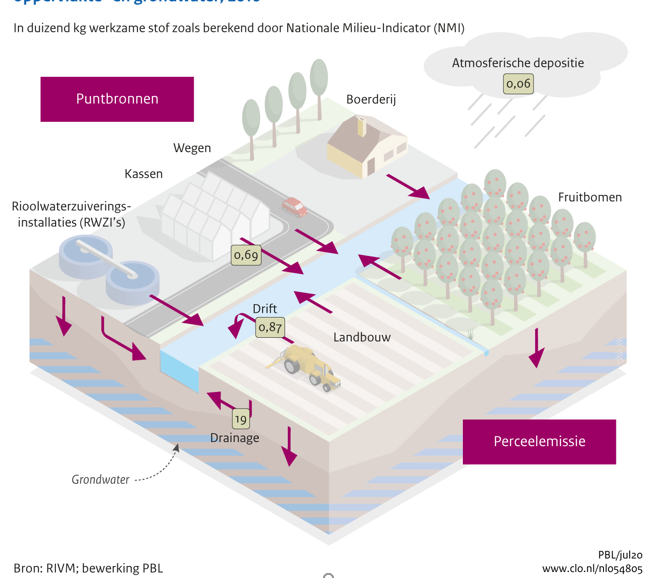 In duizend kg werkzame stof zoals berekend door Nationale Milieu-Indicator (NMI)
Atmosferische depositie
0,06
Puntbronnen
Boerderij
Wegen
Kassen
Rioolwaterzuiverings-
installaties (RWZI's)
Fruitbomen
0,69
Drift
0,87
Landbouw
19
Drainage
Perceelemissie
Grondwater
PBL/jul20
Bron: RIVM; bewerking PBL
www.clo.nl/nl054805